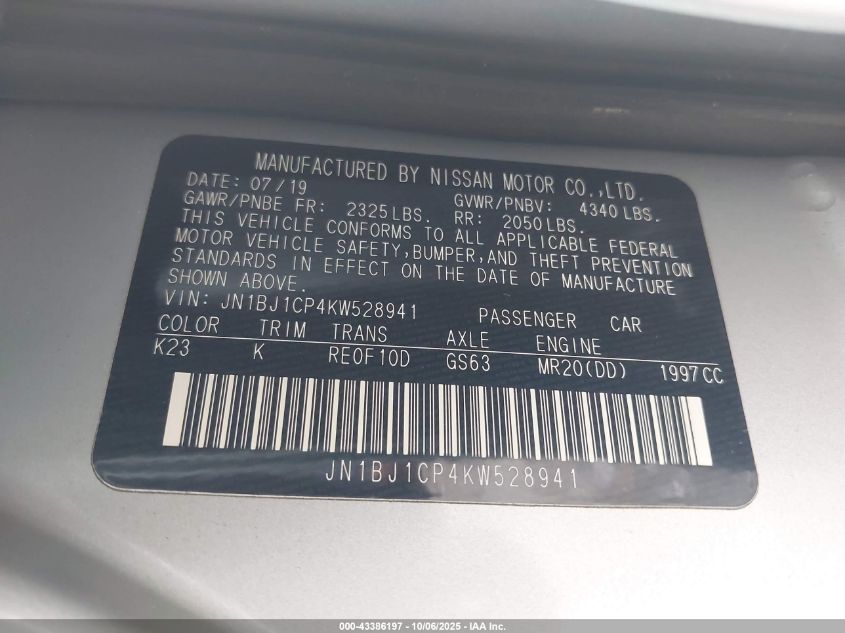 MANUFACTURED BY NISSAN MOTOR CO.,LTD.
DATE: 07/19 GVWR/PNBV: 4340 LBS.
GAWR/PNBE FR: 2325 LBS. RR: 2050 LBS.
THIS VEHICLE CONFORMS TO ALL APPLICABLE FEDERAL
MOTOR VEHICLE SAFETY,BUMPER,AND THEFT PREVENTION
STANDARDS IN EFFECT ON THE DATE OF MANUFACTURE
SHOWN ABOVE.
VIN: JN1BJ1CP4KW528941 PASSENGER CAR
COLOR TRIM TRANS AXLE ENGINE
K23 K RE0F10D GS63 MR20(DD) 1997CC
JN1BJ1CP4KW528941
000-43386197 - 10/06/2025 - IAA Inc.